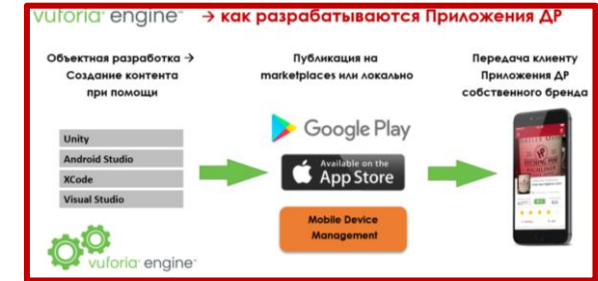 vuforia engine → как разрабатываются Приложения ДР
Объектная разработка →
Создание контента
при помощи
Unity
Android Studio
XCode
Visual Studio
vuforia engine
Публикация на
marketplaces или локально
Google Play
Available on the
App Store
Mobile Device
Management
Передача клиенту
Приложения ДР
собственного бренда